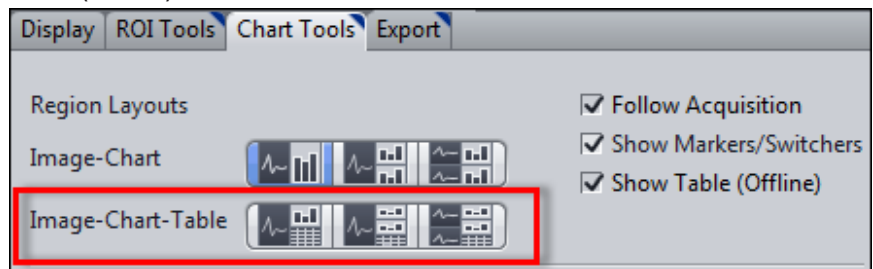 Display ROI Tools Chart Tools Export
Region Layouts
Follow Acquisition
Image-Chart
Show Markers/Switchers
Show Table (Offline)
Image-Chart-Table